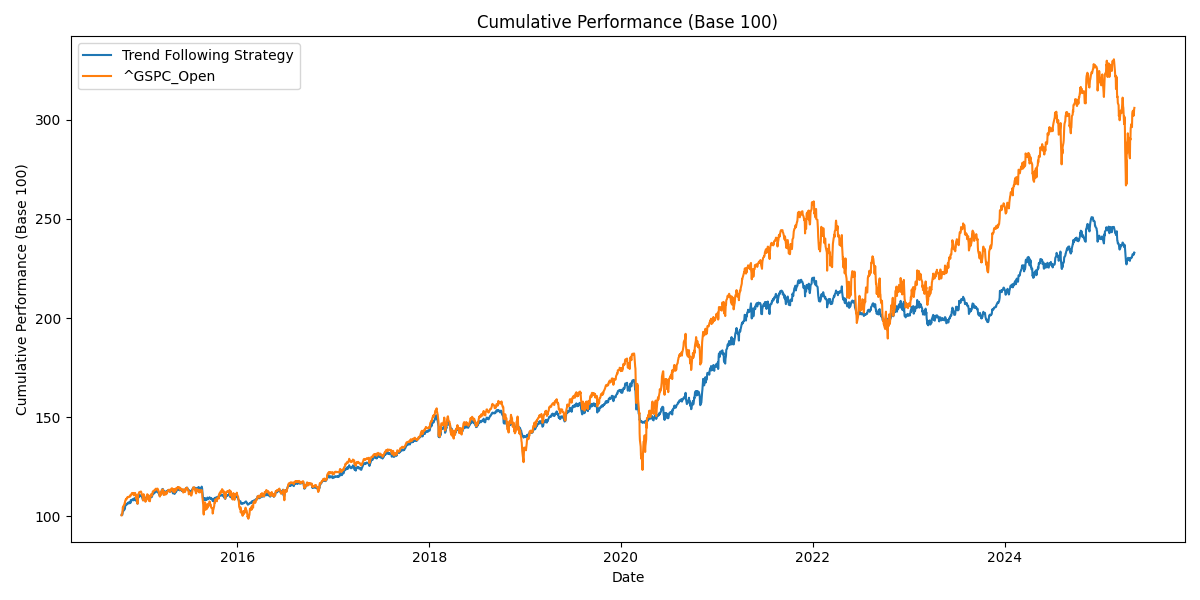 Cumulative Performance (Base 100)
Trend Following Strategy
^GSPC_Open
Cumulative Performance (Base 100)
300
250
200
150
100
2016
2018
2020
2022
2024
Date